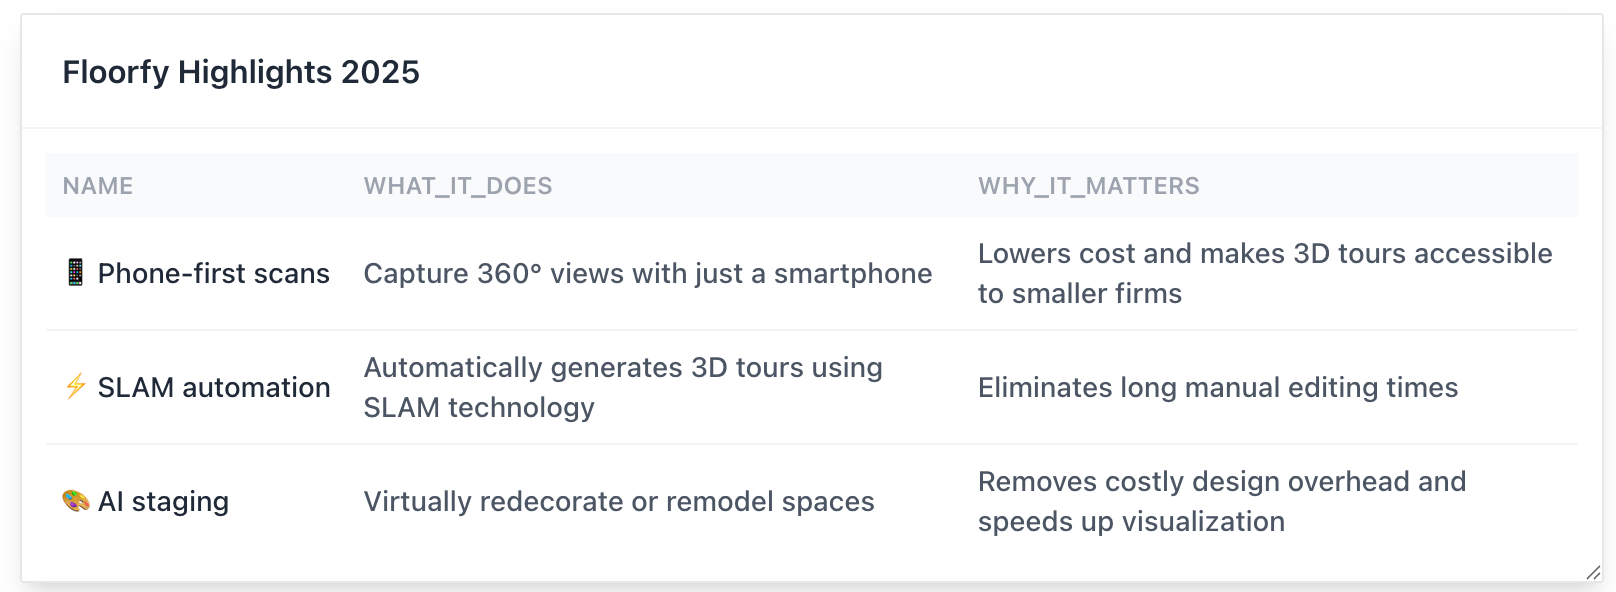 Floorfy Highlights 2025
NAME WHAT_IT_DOES WHY_IT_MATTERS
📱 Phone-first scans Capture 360° views with just a smartphone Lowers cost and makes 3D tours accessible
to smaller firms
⚡ SLAM automation Automatically generates 3D tours using
SLAM technology Eliminates long manual editing times
🎨 AI staging Virtually redecorate or remodel spaces Removes costly design overhead and
speeds up visualization